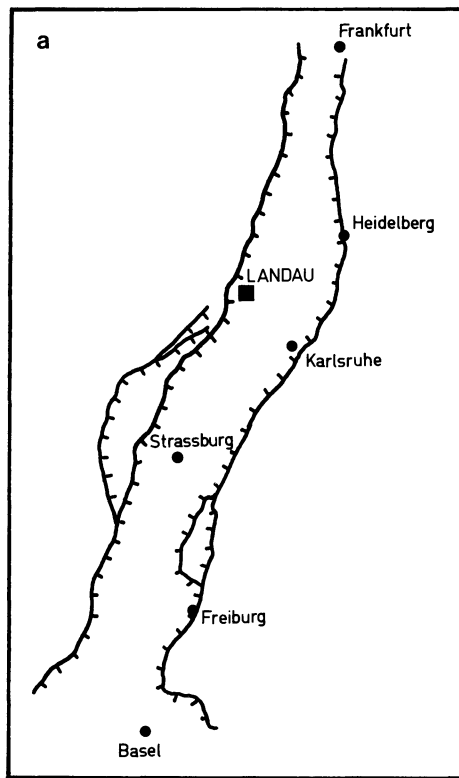 a
Frankfurt
Heidelberg
LANDAU
Karlsruhe
Strassburg
Freiburg
Basel